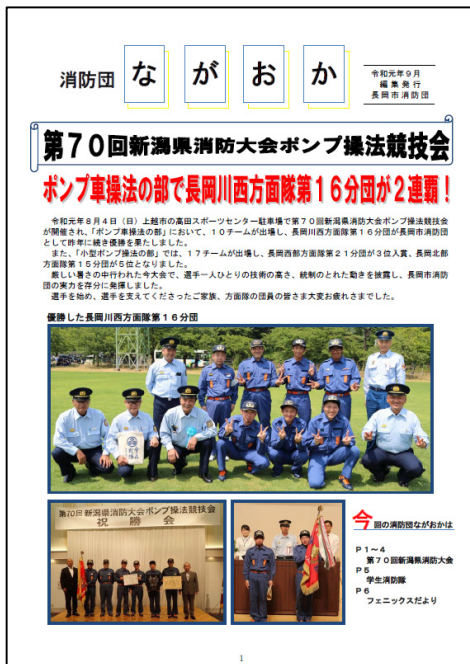 消防団 ながおか
令和元年９月
編集発行
長岡市消防団
第７０回新潟県消防大会ポンプ操法競技会
ポンプ車操法の部で長岡川西方面隊第１６分団が２連覇！
令和元年８月４日（日）上越市の高田スポーツセンター駐車場で第７０回新潟県消防大会ポンプ操法競技会
が開催され、「ポンプ車操法の部」において、１０チームが出場し、長岡川西方面隊第１６分団が長岡市消防団
として昨年に続き優勝を果たしました。
また、「小型ポンプ操法の部」では、１７チームが出場し、長岡西部方面隊第２１分団が３位入賞、長岡北部
方面隊第１５分団が５位となりました。
厳しい暑さの中行われた今大会で、選手一人ひとりの技術の高さ、統制のとれた動きを披露し、長岡市消防団
の実力を存分に発揮しました。
選手を始め、選手を支えてくださったご家族、方面隊の団員の皆さま大変お疲れさまでした。
優勝した長岡川西方面隊第１６分団
第70回 新潟県消防大会ポンプ操法競技会
祝勝会
今回の消防団ながおかは
Ｐ１～４
第７０回新潟県消防大会
Ｐ５
学生消防隊
Ｐ６
フェニックスだより
1